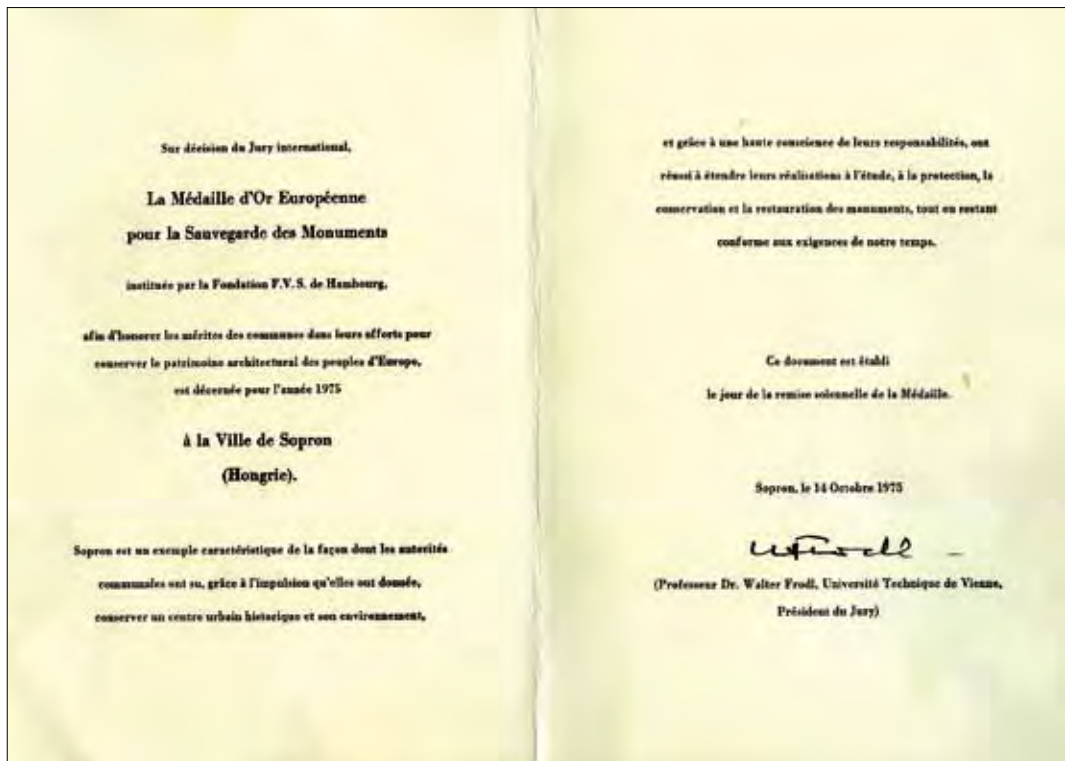 Sur décision du Jury international,
La Médaille d'Or Européenne
pour la Sauvegarde des Monuments
instituée par la Fondation F.V.S. de Hambourg,
afin d'honorer les mérites des communes dans leurs efforts pour
conserver le patrimoine architectural des peuples d'Europe,
est décernée pour l'année 1975
à la Ville de Sopron
(Hongrie).
Sopron est un exemple caractéristique de la façon dont les autorités
communales ont su, grâce à l'impulsion qu'elles ont donnée,
conserver un centre urbain historique et son environnement,
et grâce à une haute conscience de leurs responsabilités, ont
réussi à étendre leurs réalisations à l'étude, à la protection, la
conservation et la restauration des monuments, tout en restant
conforme aux exigences de notre temps.
Ce document est établi
le jour de la remise solennelle de la Médaille.
Sopron, le 14 Octobre 1975
(Professeur Dr. Walter Frodl, Université Technique de Vienne,
Président du Jury)